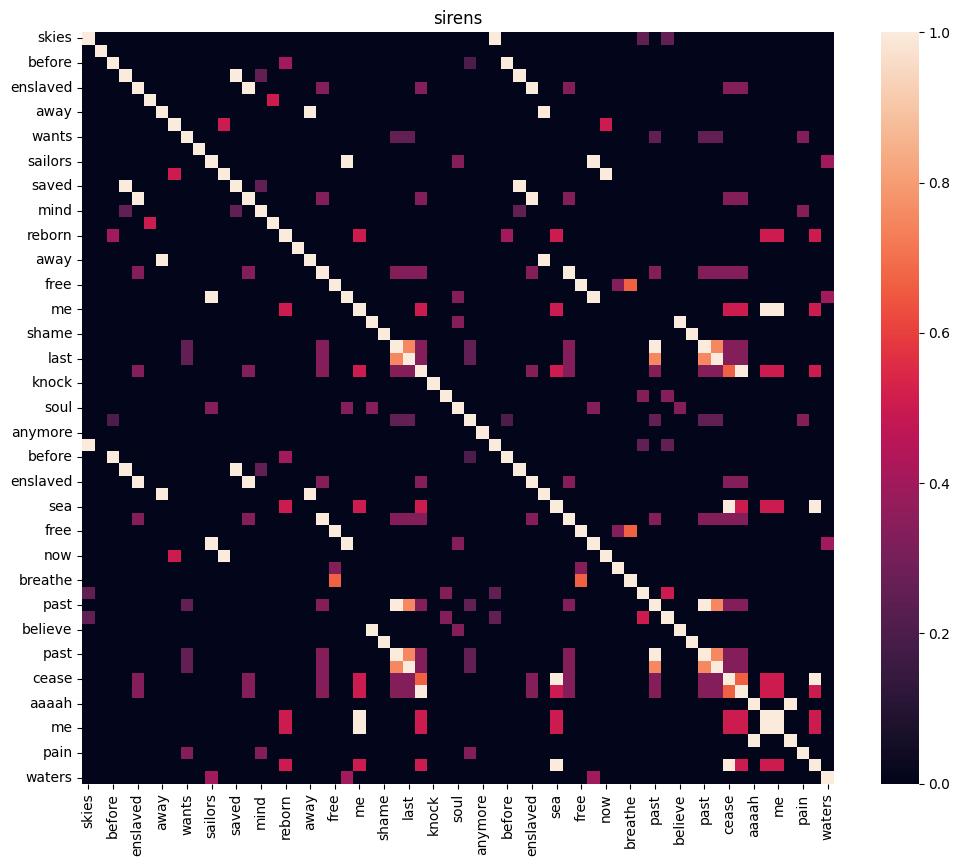 sirens
skies
before
enslaved
away
wants
sailors
saved
mind
reborn
away
free
me
shame
last
knock
soul
anymore
before
enslaved
sea
free
now
breathe
past
believe
past
cease
aaaah
me
pain
waters
1.0
0.8
0.6
0.4
0.2
0.0
skies
before
enslaved
away
wants
sailors
saved
mind
reborn
away
free
me
shame
last
knock
soul
anymore
before
enslaved
sea
free
now
breathe
past
believe
past
cease
aaaah
me
pain
waters